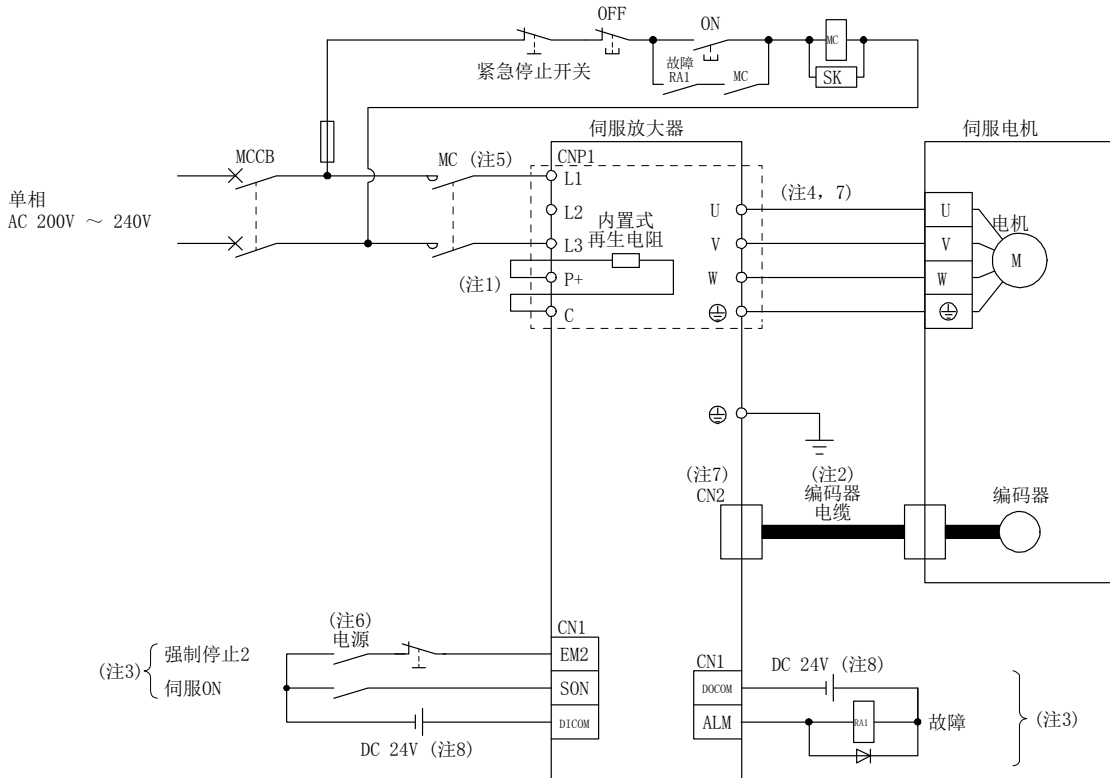 OFF
ON
紧急停止开关
故障
RA1
MC
MC
SK
伺服放大器
伺服电机
MCCB
MC (注5)
CNP1
L1
单相
AC 200V ～ 240V
(注4, 7)
L2
U
U
内置式
再生电阻
电机
L3
V
V
M
(注1)
P+
W
W
C
(注7)
CN2
(注2)
编码器
电缆
编码器
(注6)
电源
CN1
(注3)
强制停止2
伺服ON
EM2
SON
DICOM
DC 24V (注8)
CN1
DC 24V (注8)
DOCOM
ALM
RA1
故障
(注3)